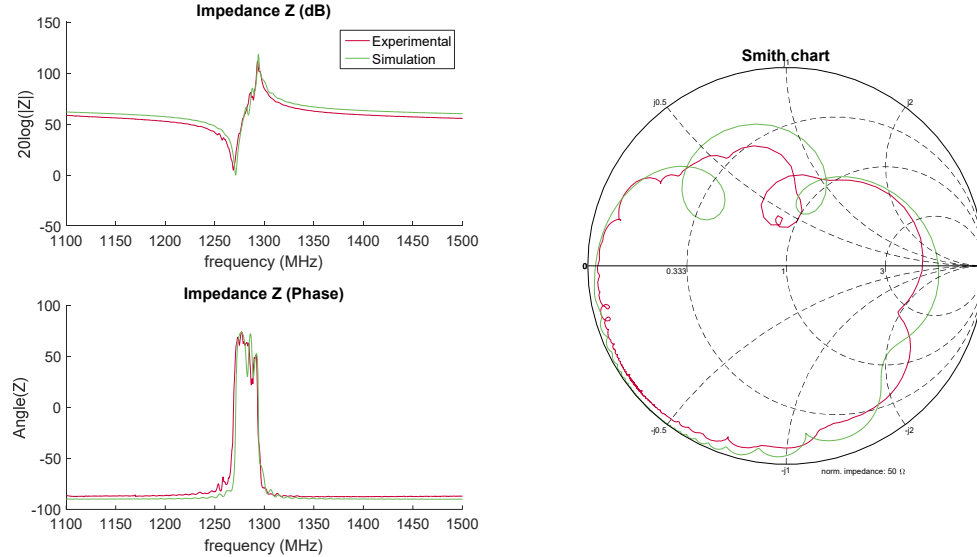 Impedance Z (dB)
20log(|Z|)
150
100
50
0
-50
1100
1150
1200
1250
1300
1350
1400
1450
1500
frequency (MHz)
Experimental
Simulation
Impedance Z (Phase)
Angle(Z)
100
50
0
-50
-100
1100
1150
1200
1250
1300
1350
1400
1450
1500
frequency (MHz)
Smith chart
j1
j0.5
j2
0
0.333
1
3
-j0.5
-j2
-j1
norm. impedance: 50 Ω